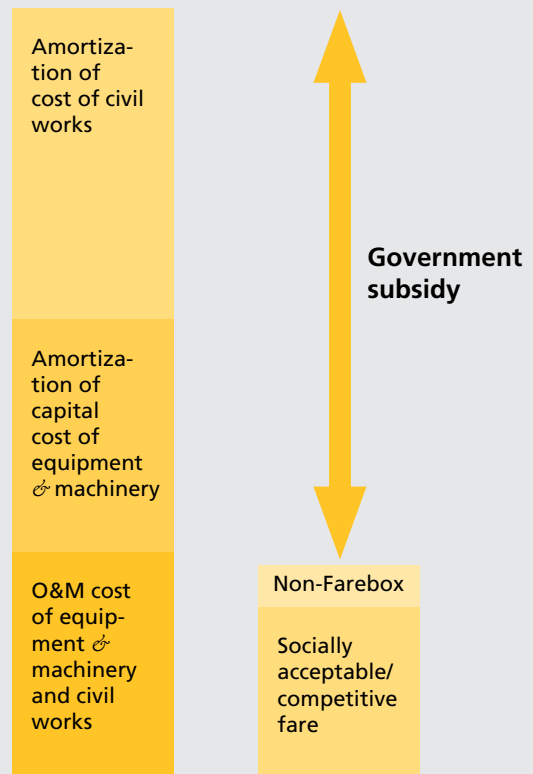 Amortiza-
tion of
cost of civil
works
Government
subsidy
Amortiza-
tion of
capital
cost of
equipment
& machinery
O&M cost
of equip-
ment &
machinery
and civil
works
Non-Farebox
Socially
acceptable/
competitive
fare